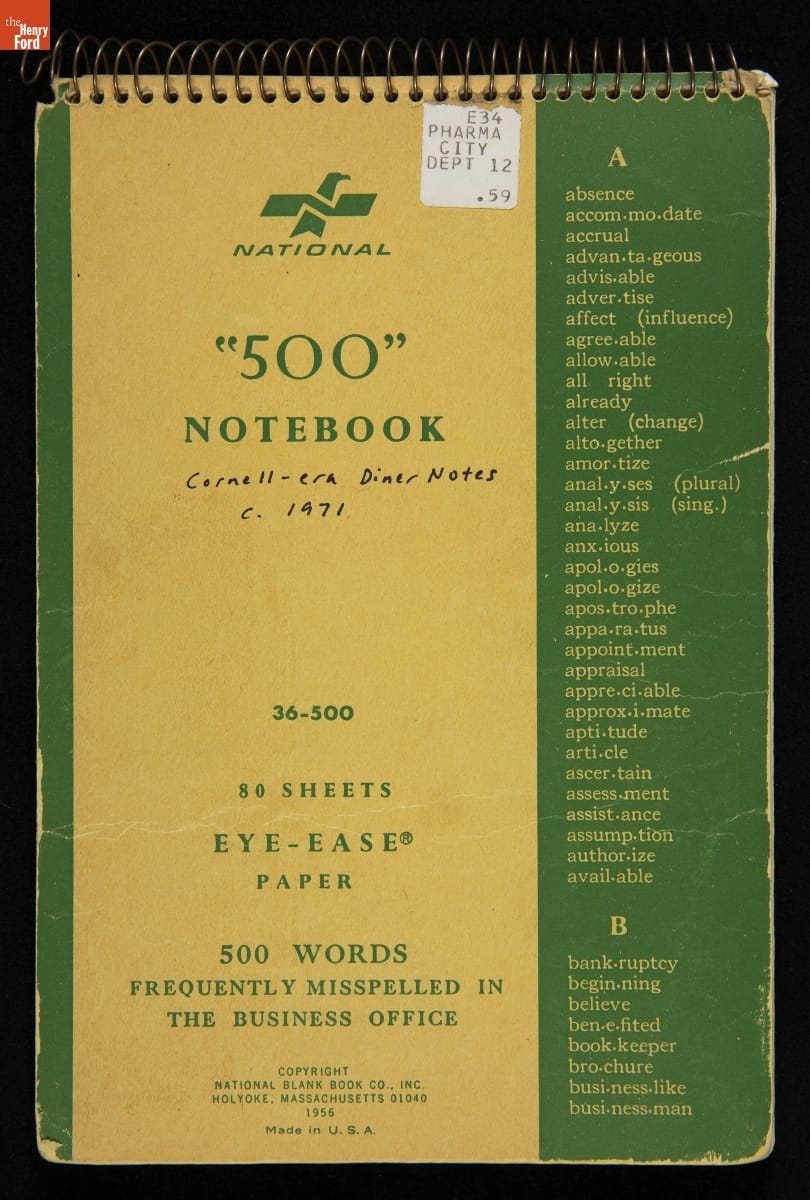 the
Henry
Ford
E34
PHARMA
CITY
DEPT 12
.59
NATIONAL
"500"
NOTEBOOK
Cornell-era Diner Notes
c. 1971
36-500
80 SHEETS
EYE-EASE®
PAPER
500 WORDS
FREQUENTLY MISSPELLED IN
THE BUSINESS OFFICE
COPYRIGHT
NATIONAL BLANK BOOK CO., INC.
HOLYOKE, MASSACHUSETTS 01040
1956
Made in U.S.A.
A
absence
accom·mo·date
accrual
advan·ta·geous
advis·able
adver·tise
affect (influence)
agree·able
allow·able
all right
already
alter (change)
alto·gether
amor·tize
anal·y·ses (plural)
anal·y·sis (sing.)
ana·lyze
anx·ious
apol·o·gies
apol·o·gize
apos·tro·phe
appa·ra·tus
appoint·ment
appraisal
appre·ci·able
approx·i·mate
apti·tude
arti·cle
ascer·tain
assess·ment
assist·ance
assump·tion
author·ize
avail·able
B
bank·ruptcy
begin·ning
believe
ben·e·fited
book·keeper
bro·chure
busi·ness·like
busi·ness·man